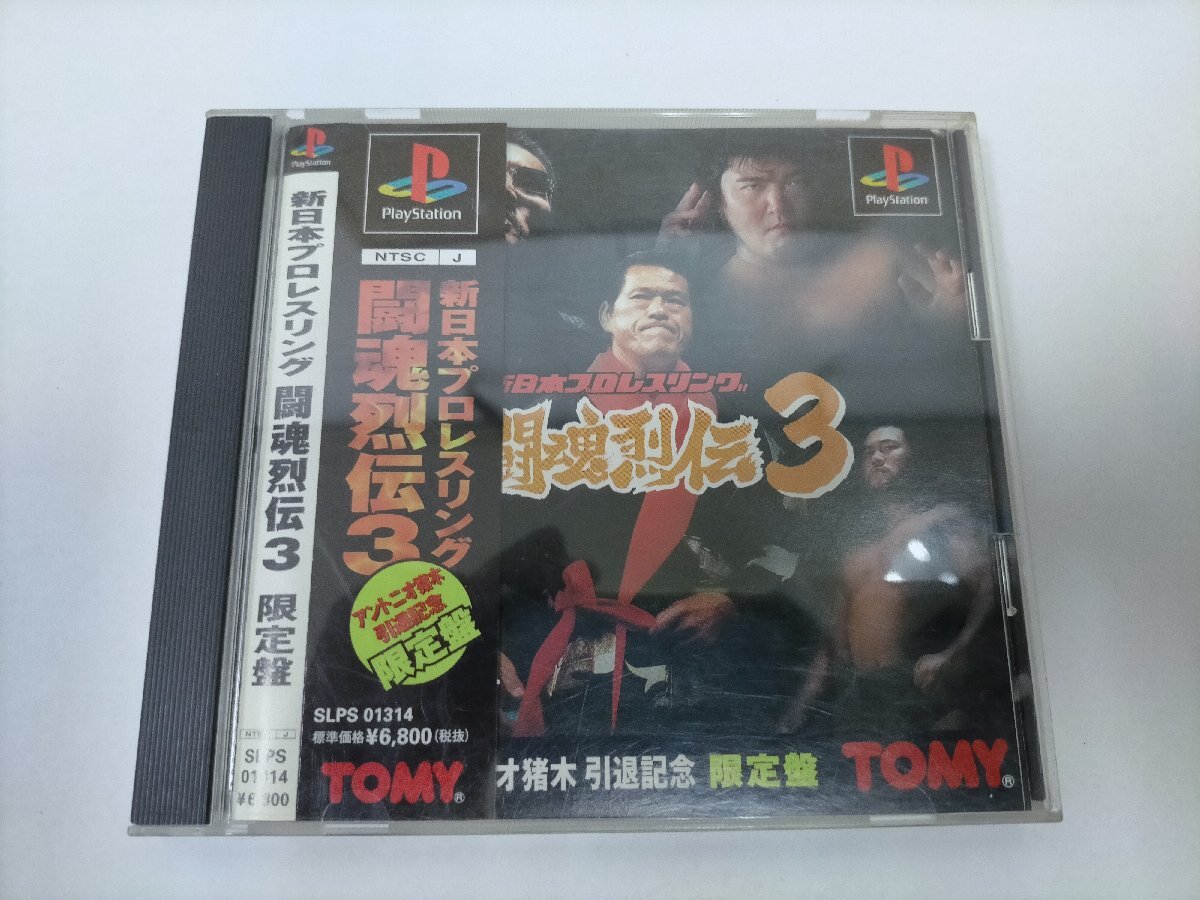 PlayStation
新日本プロレスリング 闘魂烈伝3 限定盤
NTSC J
SLPS
¥6,800
PlayStation
NTSC J
新日本プロレスリング
闘魂烈伝3
アントニオ猪木
引退記念
限定盤
SLPS 01314
標準価格¥6,800(税抜)
TOMY®
PlayStation
日本プロレスリング
闘魂烈伝3
オ猪木 引退記念 限定盤
TOMY®